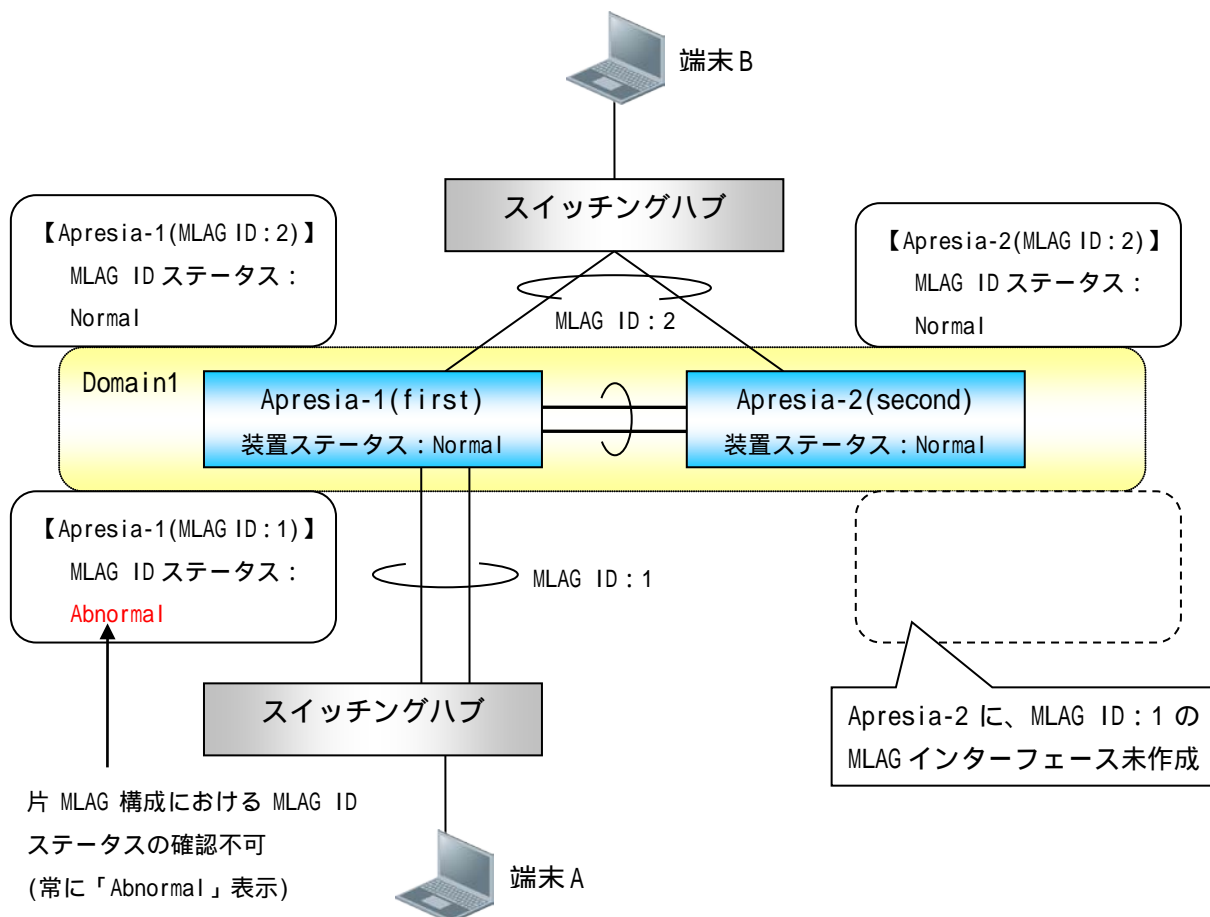 端末B
スイッチングハブ
【Apresia-1(MLAG ID:2)】
MLAG ID ステータス:
Normal
【Apresia-2(MLAG ID:2)】
MLAG ID ステータス:
Normal
MLAG ID:2
Domain1
Apresia-1(first)
装置ステータス:Normal
Apresia-2(second)
装置ステータス:Normal
【Apresia-1(MLAG ID:1)】
MLAG ID ステータス:
Abnormal
MLAG ID:1
スイッチングハブ
Apresia-2 に、MLAG ID:1 の
MLAG インターフェース未作成
片 MLAG 構成における MLAG ID
ステータスの確認不可
(常に「Abnormal」表示)
端末A